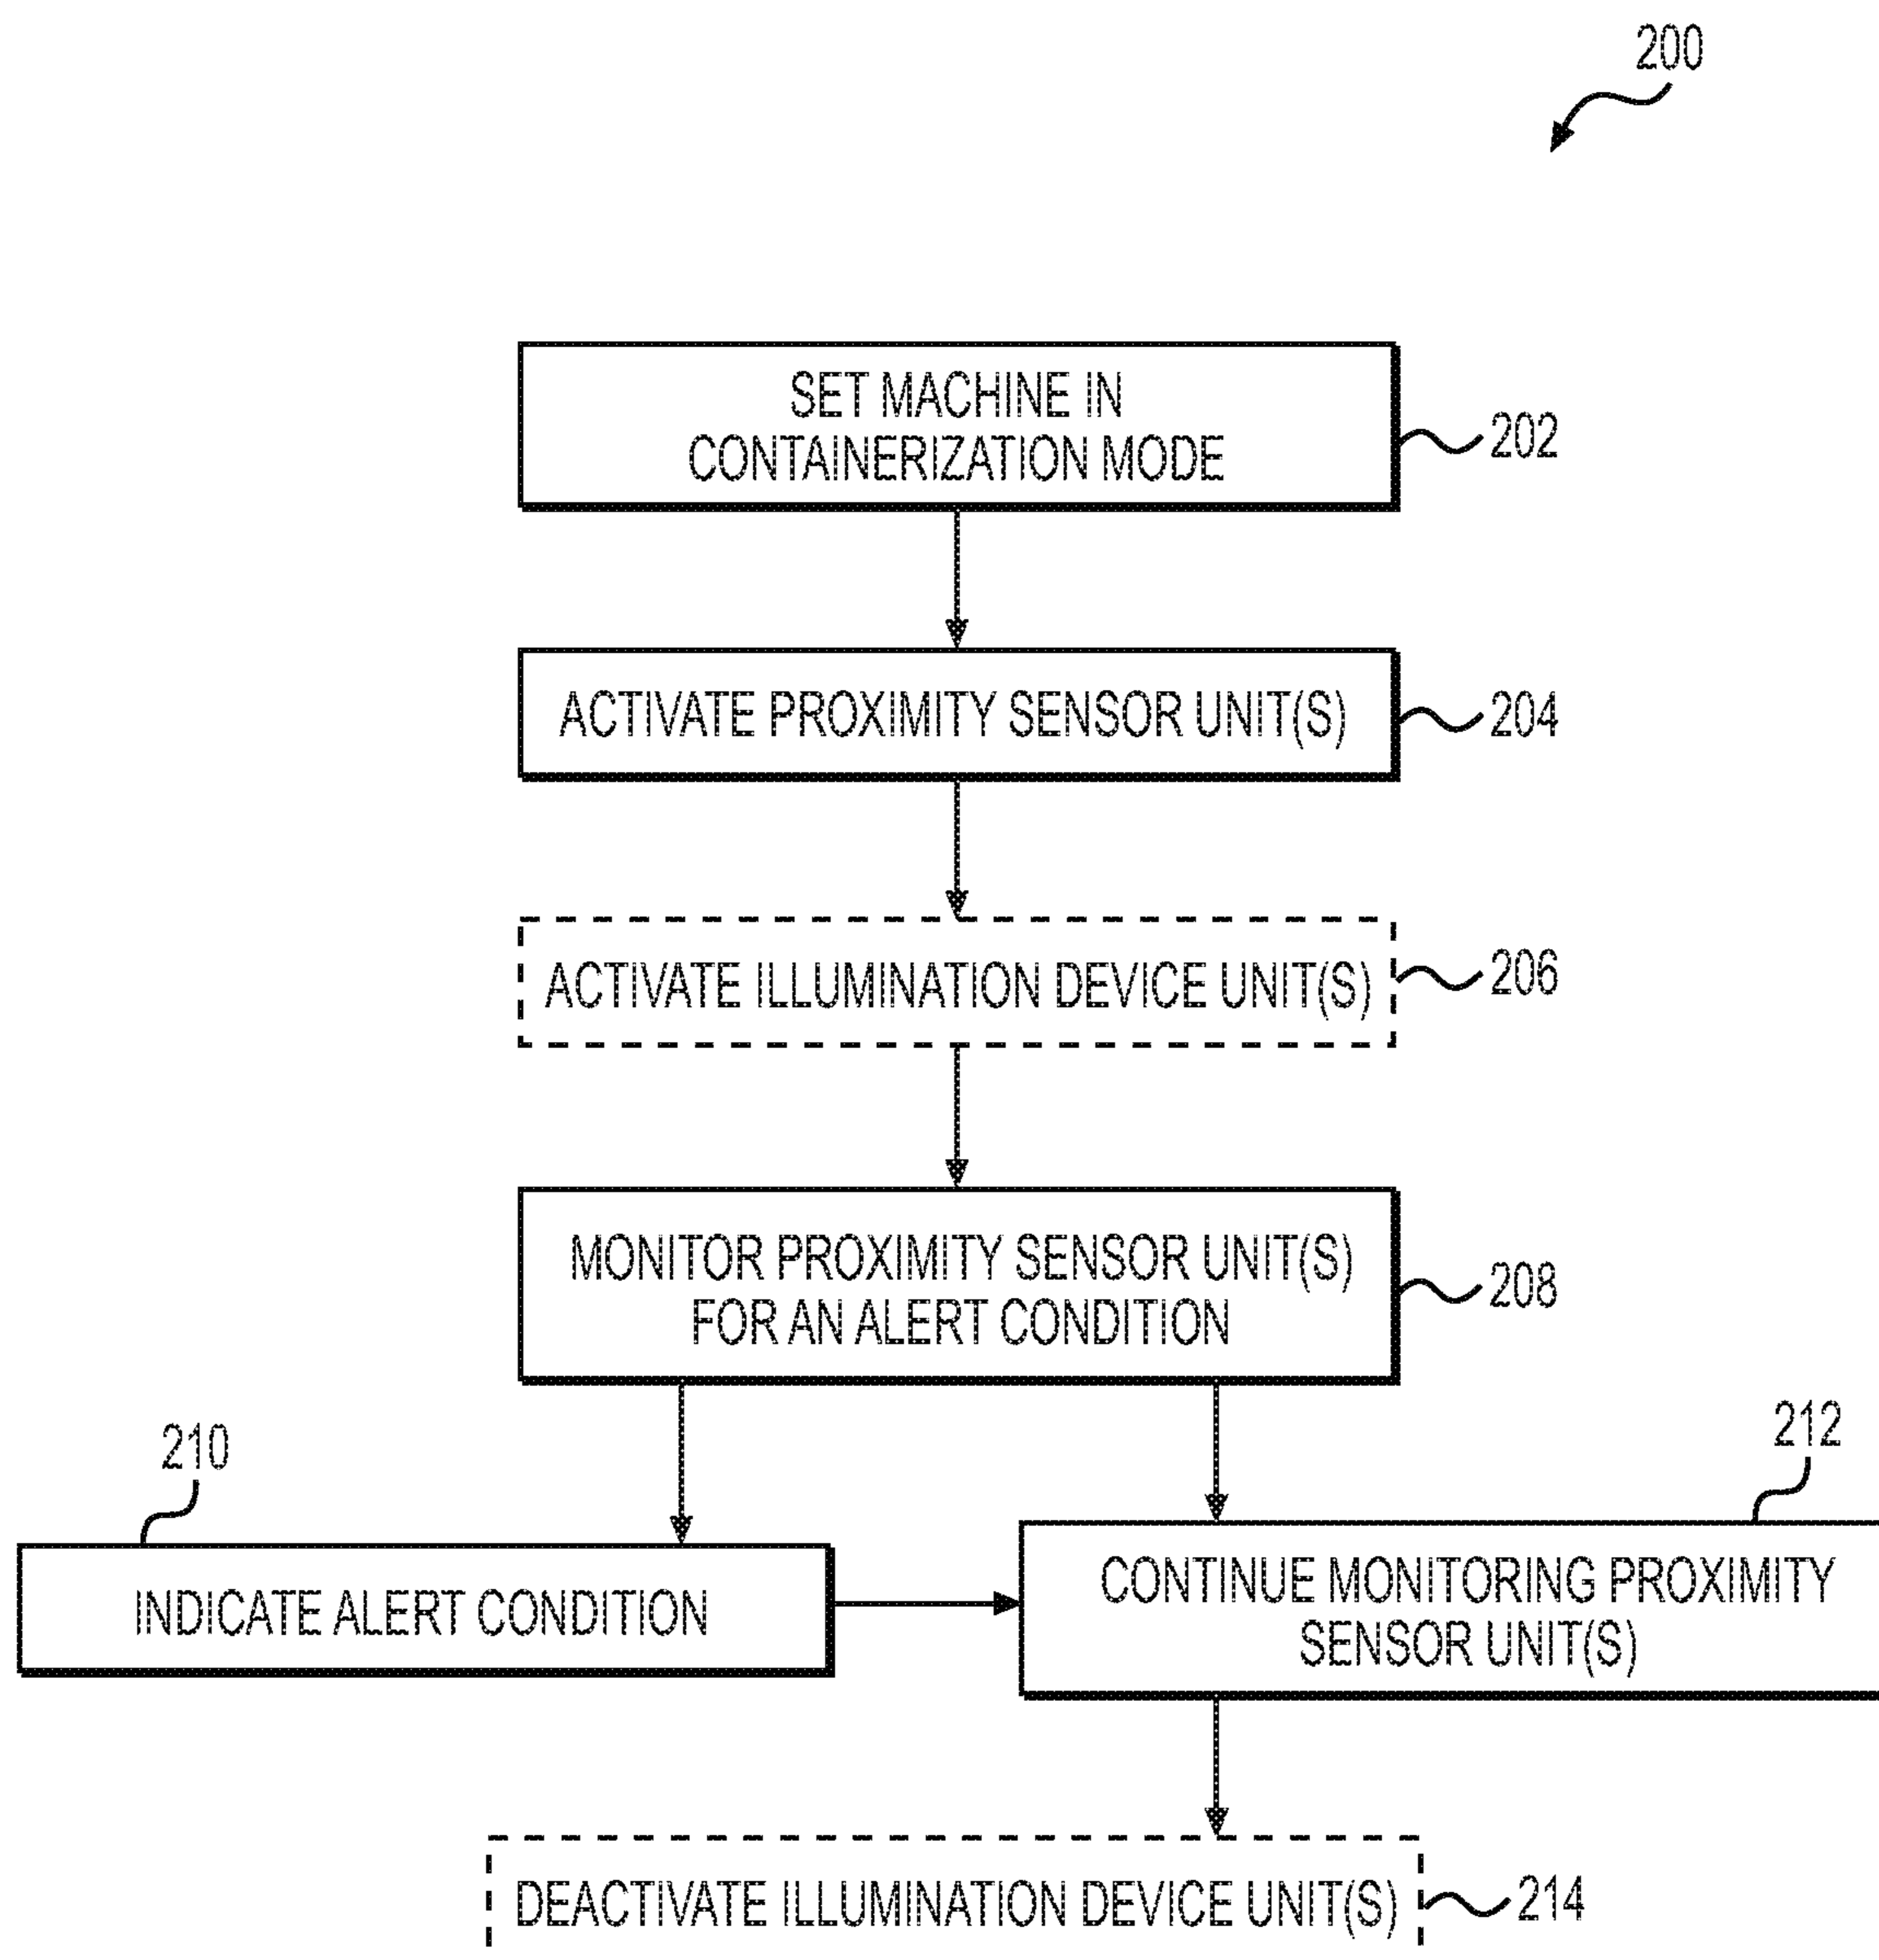 200
SET MACHINE IN
CONTAINERIZATION MODE
202
ACTIVATE PROXIMITY SENSOR UNIT(S)
204
ACTIVATE ILLUMINATION DEVICE UNIT(S)
206
MONITOR PROXIMITY SENSOR UNIT(S)
FOR AN ALERT CONDITION
208
210
INDICATE ALERT CONDITION
212
CONTINUE MONITORING PROXIMITY
SENSOR UNIT(S)
DEACTIVATE ILLUMINATION DEVICE UNIT(S)
214